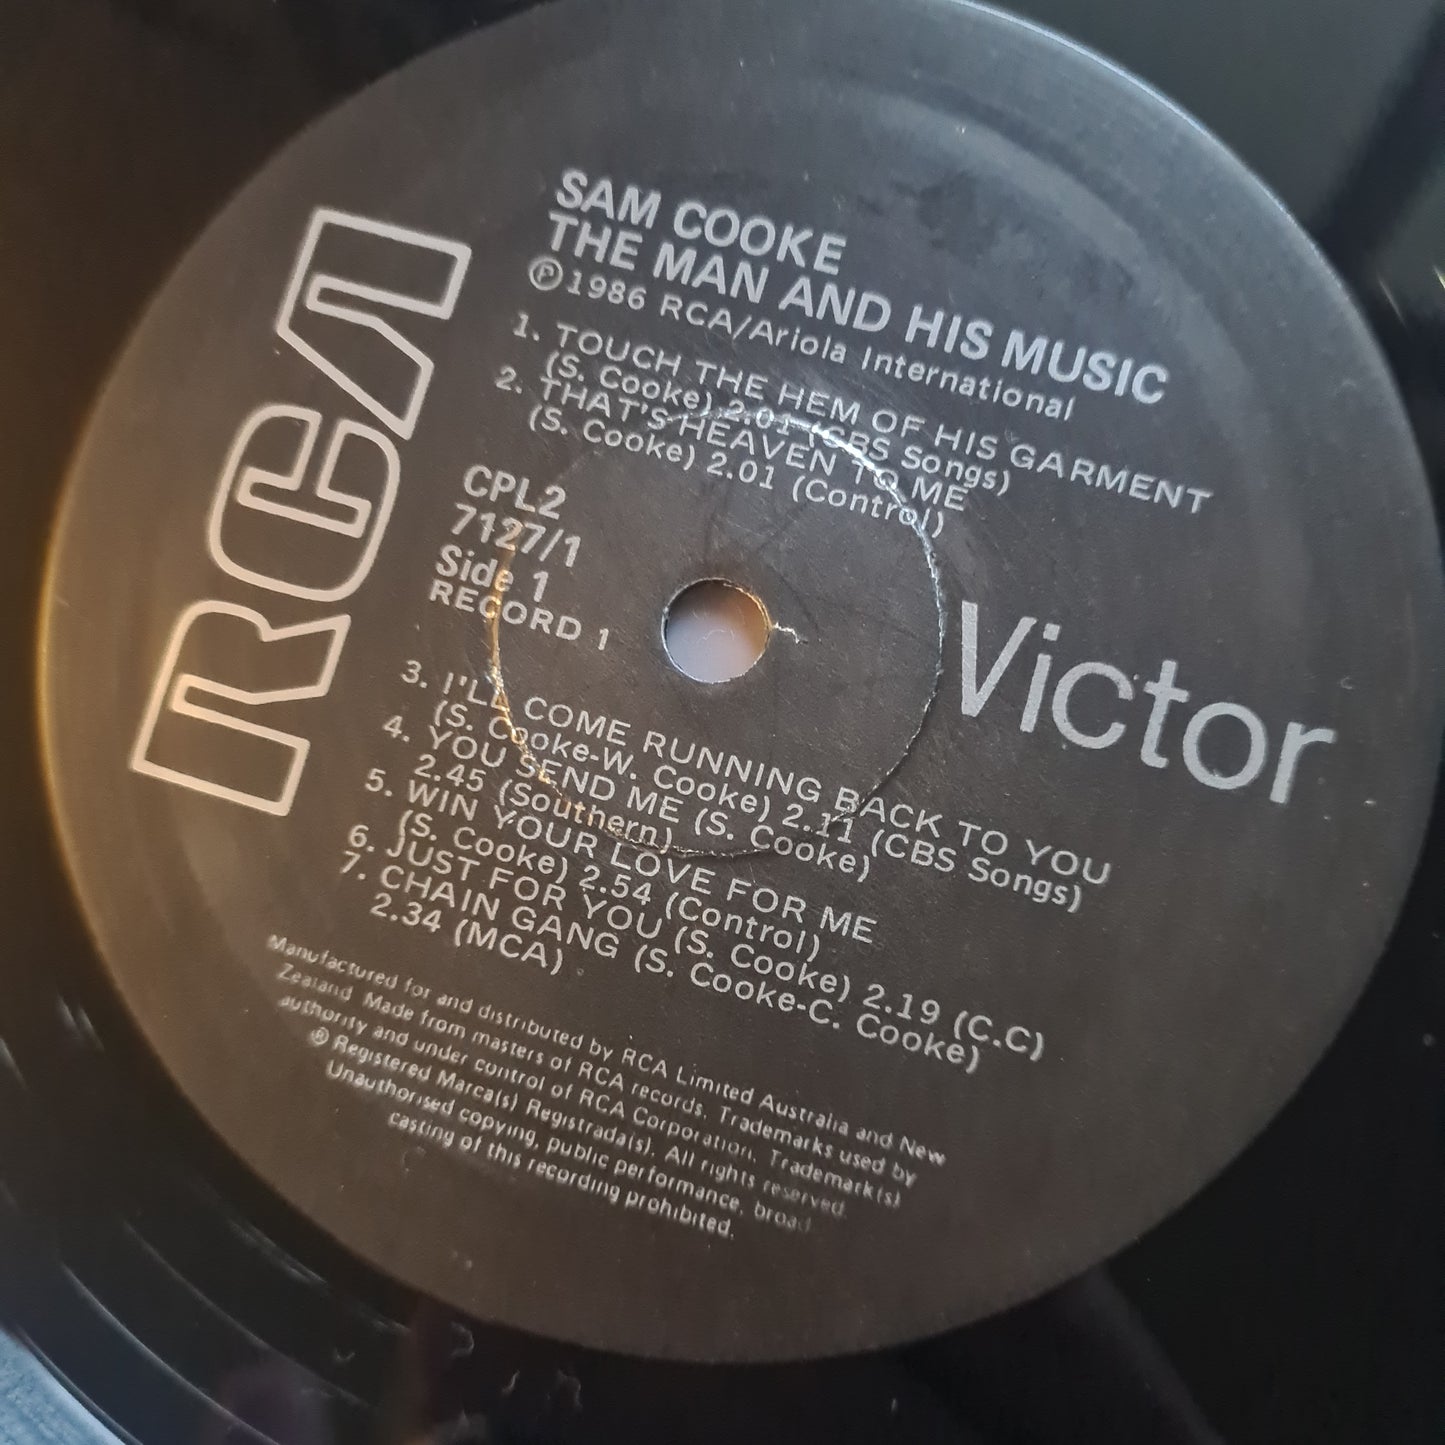 SAM COOKE
THE MAN AND HIS MUSIC
Ⓟ1986 RCA/Ariola International
1. TOUCH THE HEM OF HIS GARMENT
(S. Cooke) 2.01 (CBS Songs)
2. THAT'S HEAVEN TO ME
(S. Cooke) 2.01 (Control)
RCA
CPL2
7127/1
Side 1
RECORD 1
Victor
3. I'LL COME RUNNING BACK TO YOU
(S. Cooke-W. Cooke) 2.11 (CBS Songs)
4. YOU SEND ME (S. Cooke)
2.45 (Southern)
5. WIN YOUR LOVE FOR ME
(S. Cooke) 2.54 (Control)
6. JUST FOR YOU (S. Cooke) 2.19 (C.C)
7. CHAIN GANG (S. Cooke-C. Cooke)
2.34 (MCA)
Manufactured for and distributed by RCA Limited Australia and New
Zealand Made from masters of RCA records. Trademarks used by
authority and under control of RCA Corporation. Trademark(s)
® Registered Marca(s) Registrada(s). All rights reserved.
Unauthorised copying, public performance, broad
casting of this recording prohibited.